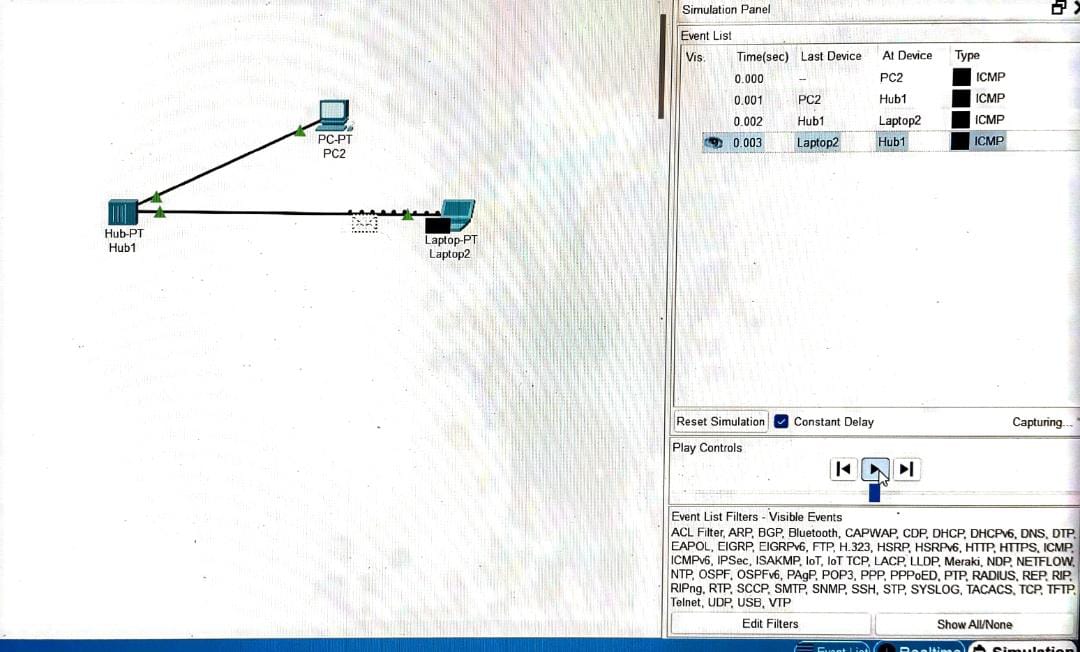 Simulation Panel
Event List
Vis. Time(sec) Last Device At Device Type
0.000 -- PC2 ICMP
0.001 PC2 Hub1 ICMP
0.002 Hub1 Laptop2 ICMP
0.003 Laptop2 Hub1 ICMP
PC-PT
PC2
Hub-PT
Hub1
Laptop-PT
Laptop2
Reset Simulation Constant Delay Capturing...
Play Controls
Event List Filters - Visible Events
ACL Filter, ARP, BGP, Bluetooth, CAPWAP, CDP, DHCP, DHCPv6, DNS, DTP,
EAPOL, EIGRP, EIGRPv6, FTP, H.323, HSRP, HSRPv6, HTTP, HTTPS, ICMP,
ICMPv6, IPSec, ISAKMP, IoT, IoT TCP, LACP, LLDP, Meraki, NDP, NETFLOW,
NTP, OSPF, OSPFv6, PAgP, POP3, PPP, PPPoED, PTP, RADIUS, REP, RIP,
RIPng, RTP, SCCP, SMTP, SNMP, SSH, STP, SYSLOG, TACACS, TCP, TFTP,
Telnet, UDP, USB, VTP
Edit Filters Show All/None
Event List Realtime Simulation